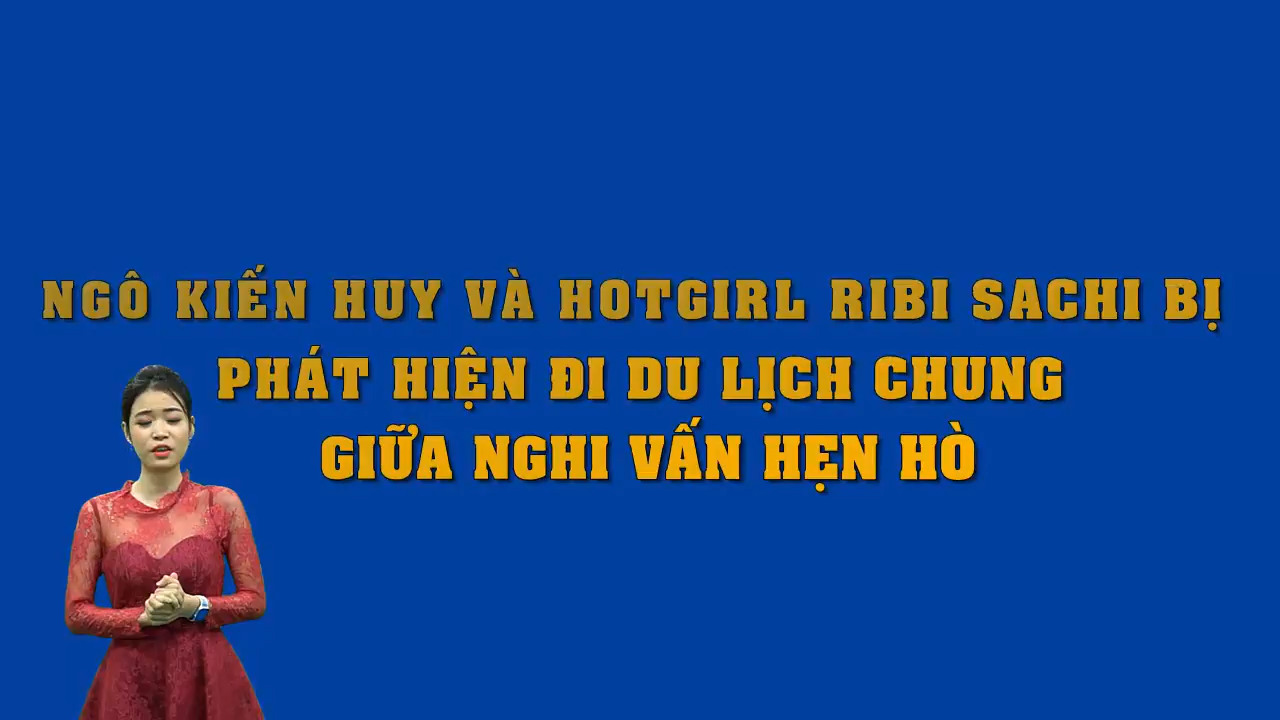 NGÔ KIẾN HUY VÀ HOTGIRL RIBI SACHI BỊ
PHÁT HIỆN ĐI DU LỊCH CHUNG
GIỮA NGHI VẤN HẸN HÒ